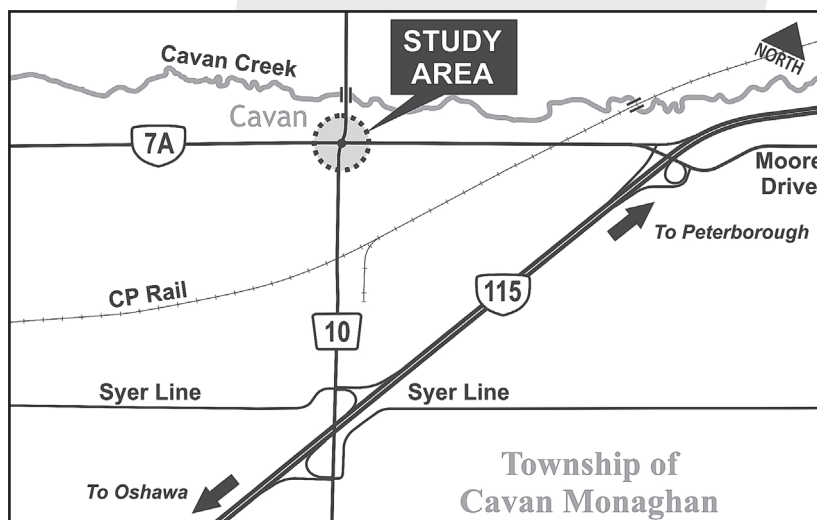 STUDY
AREA
NORTH
Cavan Creek
Cavan
7A
Moore
Drive
To Peterborough
CP Rail
115
10
Syer Line
Syer Line
To Oshawa
Township of
Cavan Monaghan